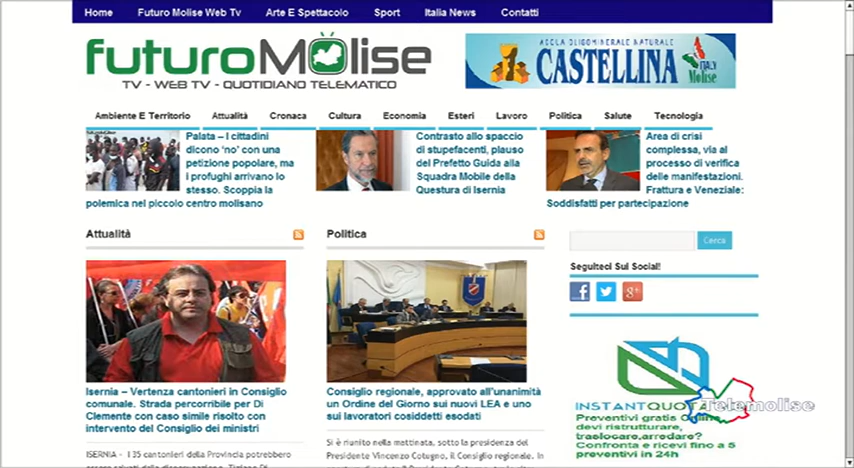 Home Futuro Molise Web Tv Arte E Spettacolo Sport Italia News Contatti
futuroMolise
TV - WEB TV - QUOTIDIANO TELEMATICO
ACQUA OLIGOMINERALE NATURALE
CASTELLINA
ITALY
Molise
Ambiente E Territorio Attualità Cronaca Cultura Economia Esteri Lavoro Politica Salute Tecnologia
Palata – I cittadini
dicono 'no' con una
petizione popolare, ma
i profughi arrivano lo
stesso. Scoppia la
polemica nel piccolo centro molisano
Contrasto allo spaccio
di stupefacenti, plauso
del Prefetto Guida alla
Squadra Mobile della
Questura di Isernia
Area di crisi
complessa, via al
processo di verifica
delle manifestazioni.
Frattura e Veneziale:
Soddisfatti per partecipazione
Attualità
Politica
Cerca
Seguiteci Sui Social!
Isernia – Vertenza cantonieri in Consiglio
comunale. Strada percorribile per Di
Clemente con caso simile risolto con
intervento del Consiglio dei ministri
ISERNIA - I 35 cantonieri della Provincia potrebbero
Consiglio regionale, approvato all'unanimità
un Ordine del Giorno sui nuovi LEA e uno
sui lavoratori cosiddetti esodati
Si è riunito nella mattinata, sotto la presidenza del
Presidente Vincenzo Cotugno, il Consiglio regionale. In
INSTANTQUOTE
Telemolise
Preventivi gratis Online
devi ristrutturare,
traslocare,arredare?
Confronta e ricevi fino a 5
preventivi in 24h